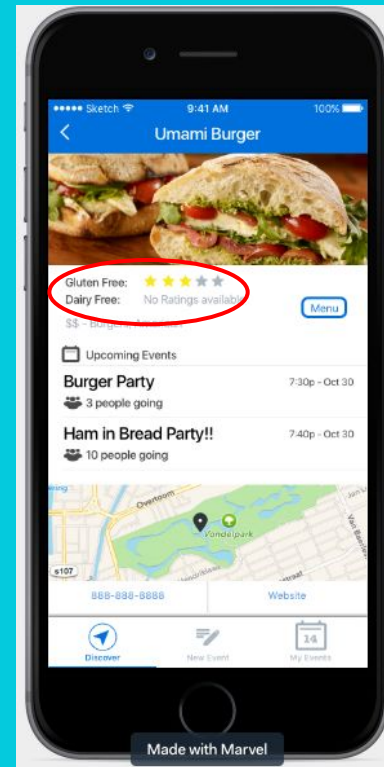 Sketch 9:41 AM 100%
Umami Burger
Gluten Free:
Dairy Free: No Ratings available
Menu
$$ - Burgers, American
Upcoming Events
Burger Party 7:30p - Oct 30
3 people going
Ham in Bread Party!! 7:40p - Oct 30
10 people going
Overtoom
Vondelpark
s107
888-888-8888 Website
14
Discover New Event My Events
Made with Marvel